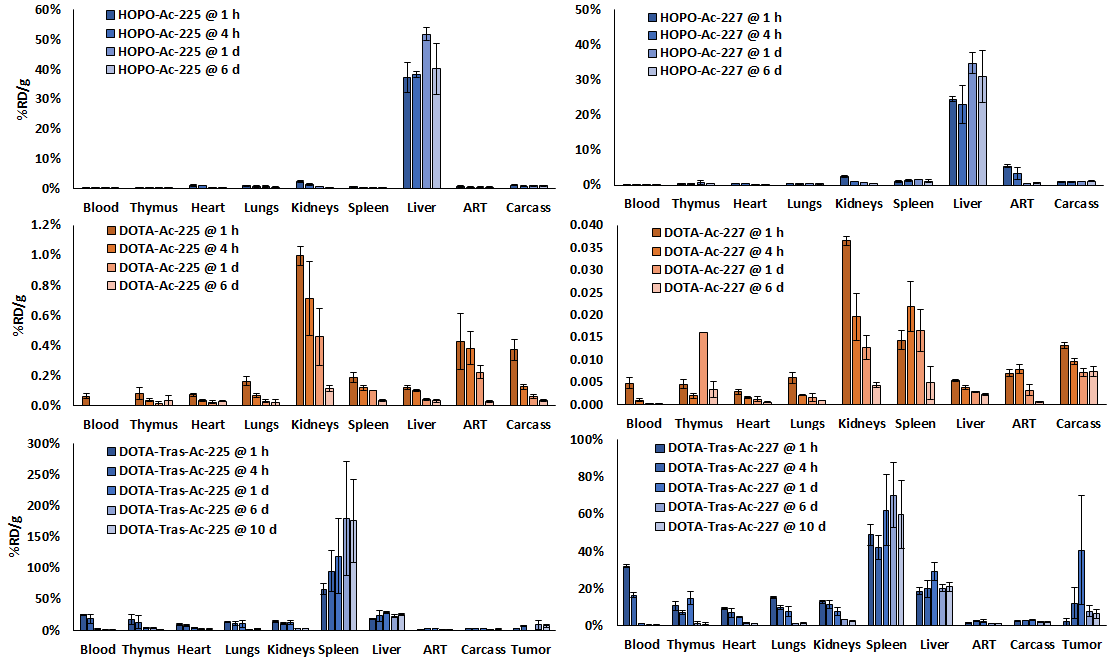 60%
50%
40%
30%
20%
10%
0%
%RD/g
HOPO-Ac-225 @ 1 h
HOPO-Ac-225 @ 4 h
HOPO-Ac-225 @ 1 d
HOPO-Ac-225 @ 6 d
Blood Thymus Heart Lungs Kidneys Spleen Liver ART Carcass
50%
40%
30%
20%
10%
0%
HOPO-Ac-227 @ 1 h
HOPO-Ac-227 @ 4 h
HOPO-Ac-227 @ 1 d
HOPO-Ac-227 @ 6 d
Blood Thymus Heart Lungs Kidneys Spleen Liver ART Carcass
1.2%
1.0%
0.8%
0.6%
0.4%
0.2%
0.0%
%RD/g
DOTA-Ac-225 @ 1 h
DOTA-Ac-225 @ 4 h
DOTA-Ac-225 @ 1 d
DOTA-Ac-225 @ 6 d
Blood Thymus Heart Lungs Kidneys Spleen Liver ART Carcass
0.040
0.035
0.030
0.025
0.020
0.015
0.010
0.005
0.000
DOTA-Ac-227 @ 1 h
DOTA-Ac-227 @ 4 h
DOTA-Ac-227 @ 1 d
DOTA-Ac-227 @ 6 d
Blood Thymus Heart Lungs Kidneys Spleen Liver ART Carcass
300%
250%
200%
150%
100%
50%
0%
%RD/g
DOTA-Tras-Ac-225 @ 1 h
DOTA-Tras-Ac-225 @ 4 h
DOTA-Tras-Ac-225 @ 1 d
DOTA-Tras-Ac-225 @ 6 d
DOTA-Tras-Ac-225 @ 10 d
Blood Thymus Heart Lungs Kidneys Spleen Liver ART Carcass Tumor
100%
80%
60%
40%
20%
0%
DOTA-Tras-Ac-227 @ 1 h
DOTA-Tras-Ac-227 @ 4 h
DOTA-Tras-Ac-227 @ 1 d
DOTA-Tras-Ac-227 @ 6 d
DOTA-Tras-Ac-227 @ 10 d
Blood Thymus Heart Lungs Kidneys Spleen Liver ART Carcass Tumor